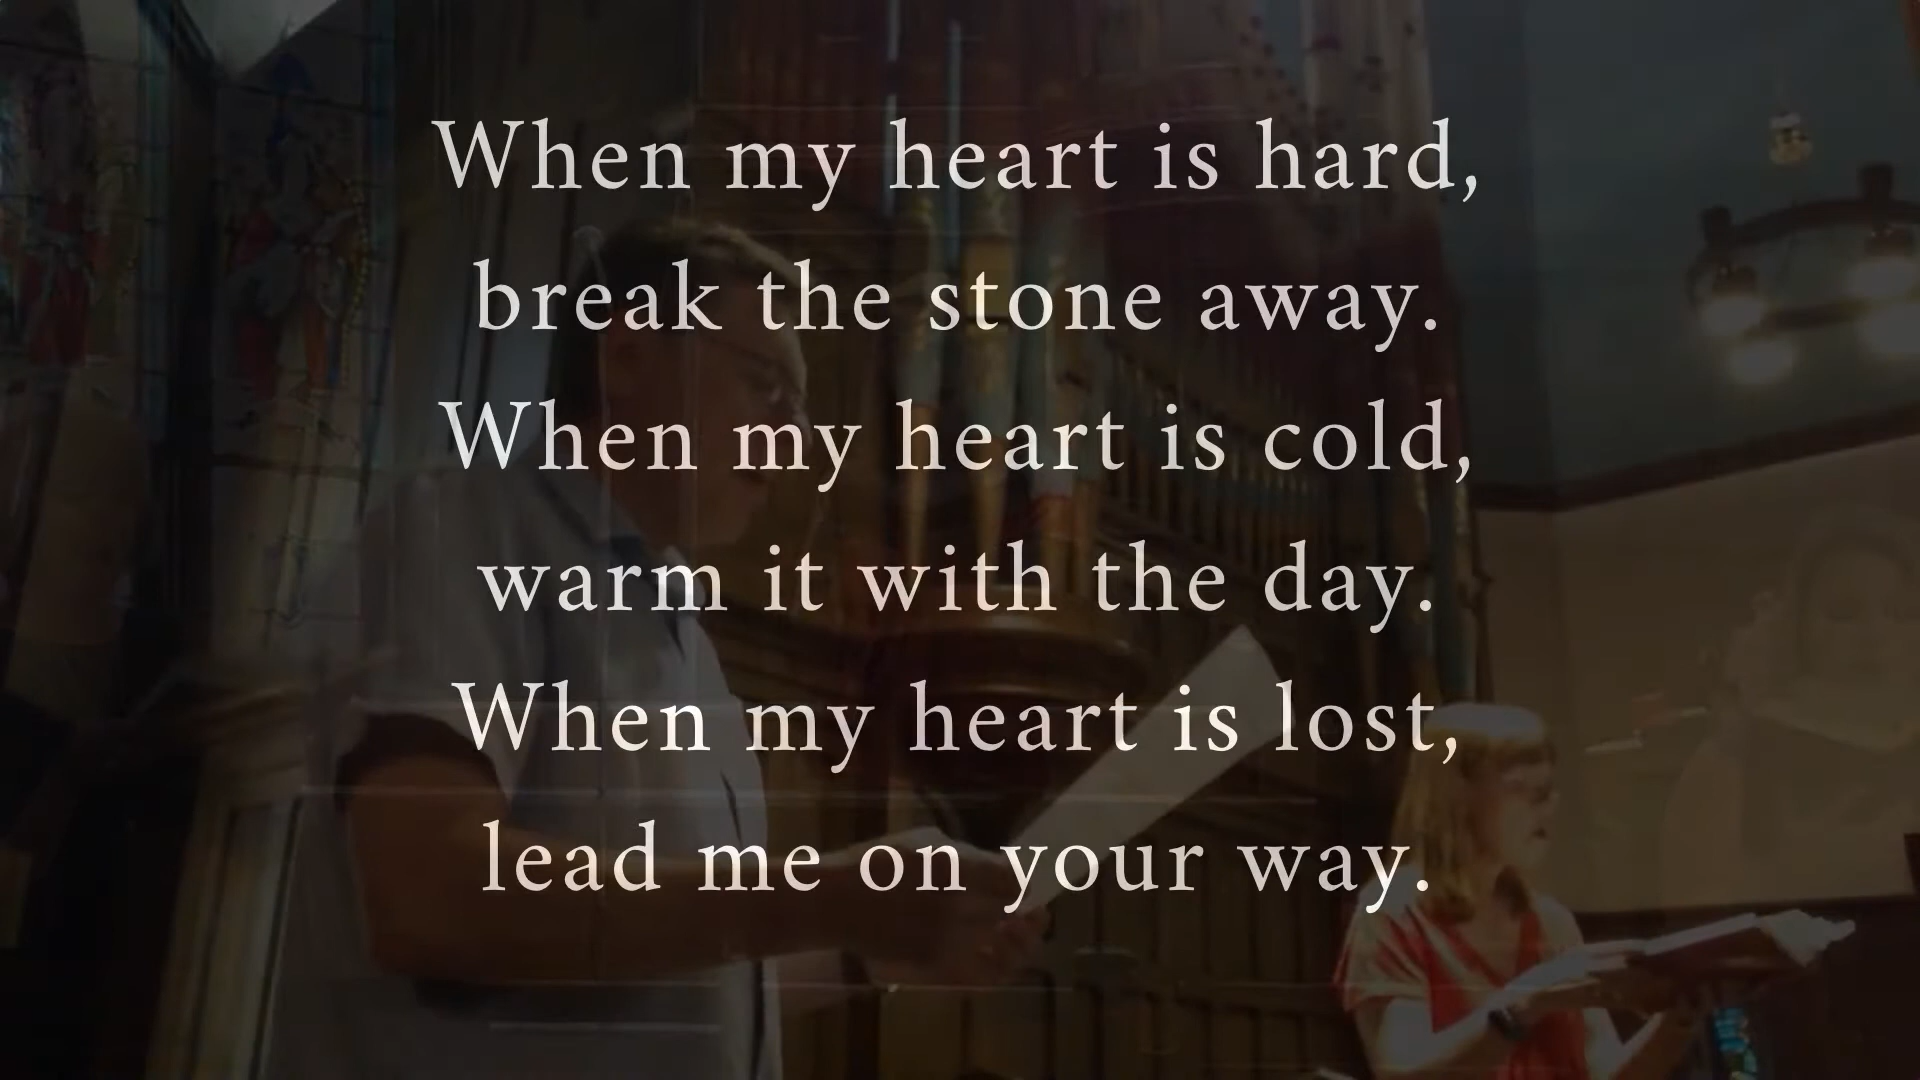 When my heart is hard,
break the stone away.
When my heart is cold,
warm it with the day.
When my heart is lost,
lead me on your way.